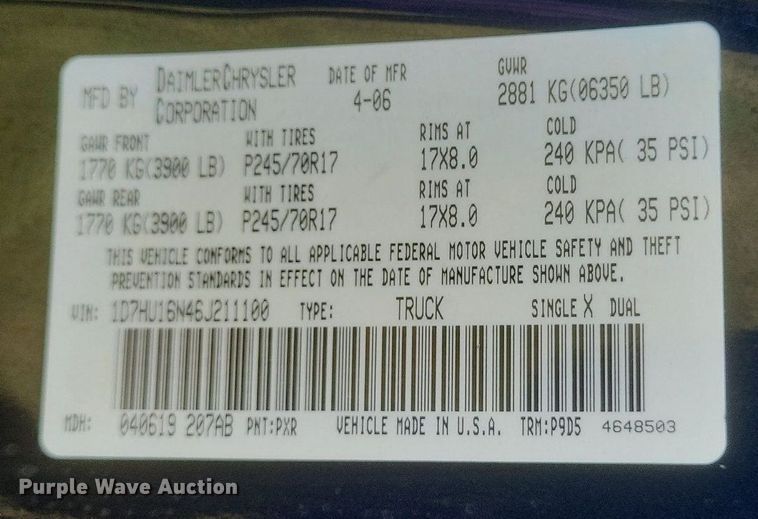 MFD BY DAIMLERCHRYSLER CORPORATION DATE OF MFR 4-06 GVWR 2881 KG(06350 LB)
GAWR FRONT WITH TIRES RIMS AT COLD
1770 KG(3900 LB) P245/70R17 17X8.0 240 KPA( 35 PSI)
GAWR REAR WITH TIRES RIMS AT COLD
1770 KG(3900 LB) P245/70R17 17X8.0 240 KPA( 35 PSI)
THIS VEHICLE CONFORMS TO ALL APPLICABLE FEDERAL MOTOR VEHICLE SAFETY AND THEFT
PREVENTION STANDARDS IN EFFECT ON THE DATE OF MANUFACTURE SHOWN ABOVE.
VIN: 1D7HU16N46J211100 TYPE: TRUCK SINGLE X DUAL
MDH: 040619 207AB PNT:PXR VEHICLE MADE IN U.S.A. TRM:P9D5 4648503
Purple Wave Auction